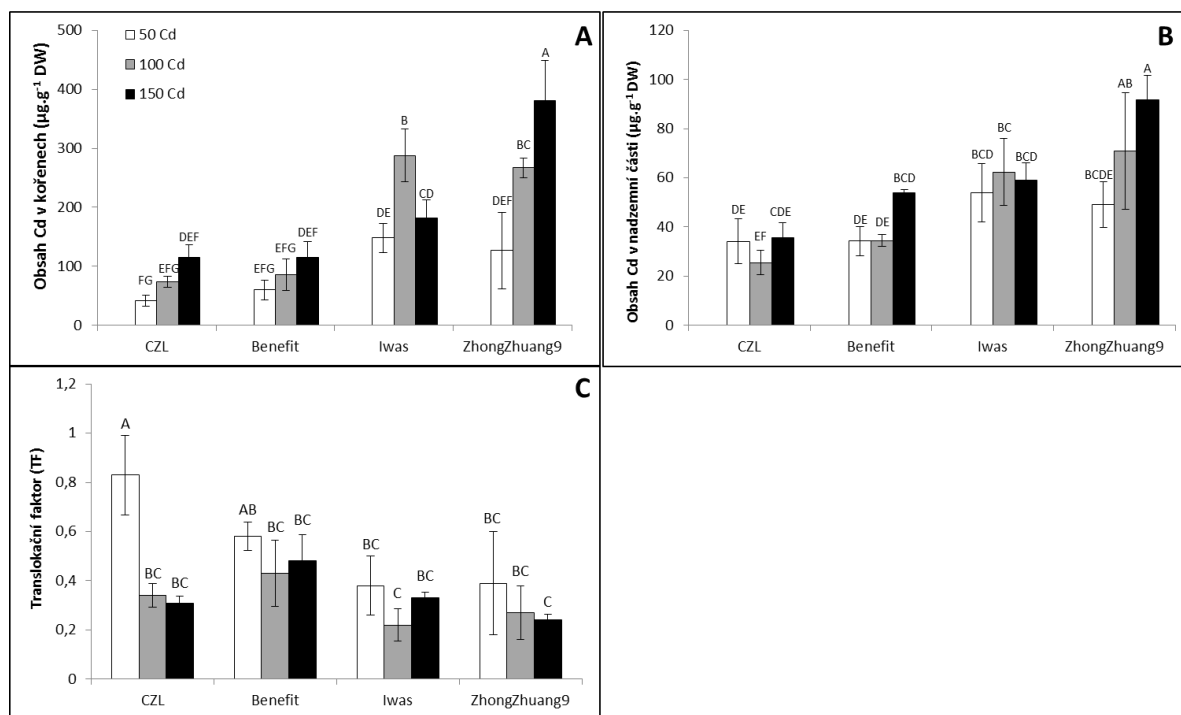 A
Obsah Cd v kořenech (µg.g⁻¹ DW)
500
400
300
200
100
0
50 Cd
100 Cd
150 Cd
FG
EFG
DEF
EFG
EFG
DEF
DE
B
CD
DEF
BC
A
CZL
Benefit
Iwas
ZhongZhuang9
B
Obsah Cd v nadzemní části (µg.g⁻¹DW)
120
100
80
60
40
20
0
DE
EF
CDE
DE
DE
BCD
BCD
BC
BCD
BCDE
AB
A
CZL
Benefit
Iwas
ZhongZhuang9
C
Translokační faktor (TF)
1,2
1
0,8
0,6
0,4
0,2
0
A
BC
BC
AB
BC
BC
BC
C
BC
BC
BC
C
CZL
Benefit
Iwas
ZhongZhuang9